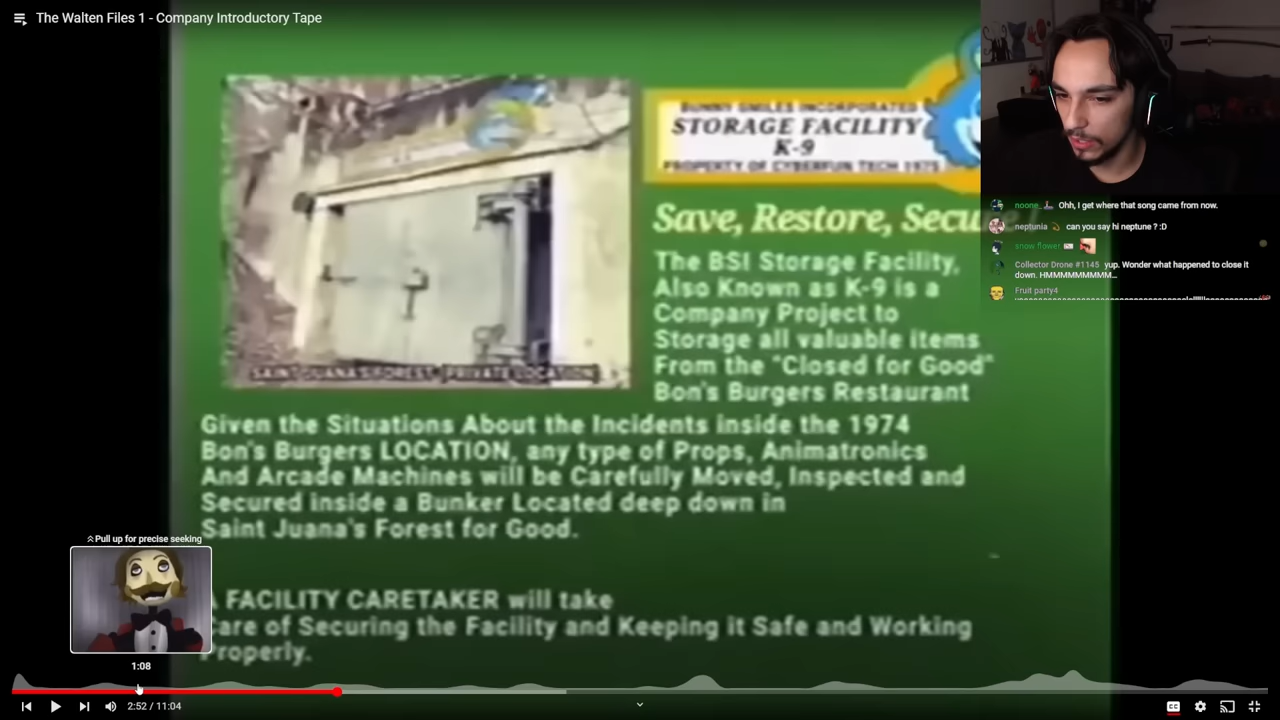 The Walten Files 1 - Company Introductory Tape
BUNNY SMILES INCORPORATED
STORAGE FACILITY
K-9
PROPERTY OF CYBERFUN TECH 1975
Save, Restore,
The BSI Storage Facility,
Also Known as K-9 is a
Company Project to
Storage all valuable items
From the "Closed for Good"
Bon's Burgers Restaurant
SAINT JUANA'S FOREST - PRIVATE LOCATION
Given the Situations About the Incidents inside the 1974
Bon's Burgers LOCATION, any type of Props, Animatronics
And Arcade Machines will be Carefully Moved, Inspected and
Secured inside a Bunker Located deep down in
Saint Juana's Forest for Good.
A FACILITY CARETAKER will take
Care of Securing the Facility and Keeping it Safe and Working
Properly.
noone_ Ohh, I get where that song came from now.
neptunia can you say hi neptune ? :D
snow flower
Collector Drone #1145 yup. Wonder what happened to close it
down. HMMMMMMMMM...
Fruit party4
Pull up for precise seeking
1:08
2:52 / 11:04
CC